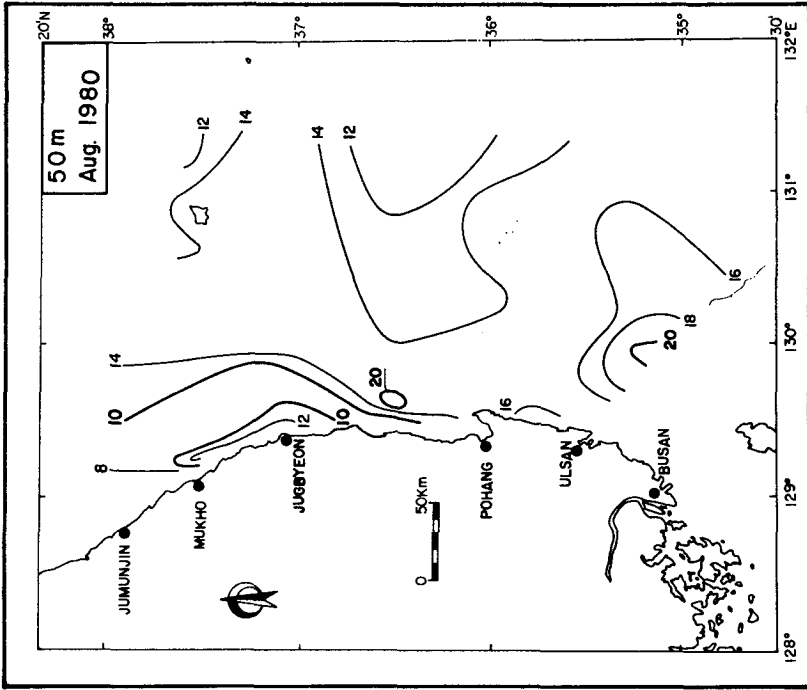 50m
Aug. 1980
20'N
38°
37°
36°
35°
30'
128°
129°
130°
131°
132°E
JUMUNJIN
MUKHO
JUGBYEON
POHANG
ULSAN
BUSAN
0 50Km
8
10
14
12
10
20
16
14
12
12
14
16
18
20